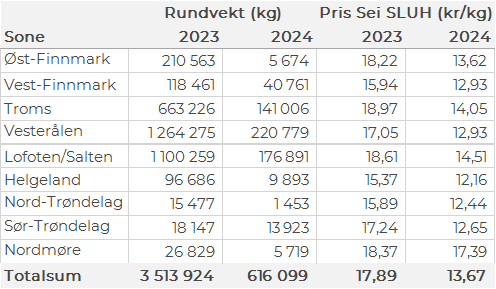 Rundvekt (kg) Pris Sei SLUH (kr/kg)
Sone 2023 2024 2023 2024
Øst-Finnmark 210 563 5 674 18,22 13,62
Vest-Finnmark 118 461 40 761 15,94 12,93
Troms 663 226 141 006 18,97 14,05
Vesterålen 1 264 275 220 779 17,05 12,93
Lofoten/Salten 1 100 259 176 891 18,61 14,51
Helgeland 96 686 9 893 15,37 12,16
Nord-Trøndelag 15 477 1 453 15,89 12,44
Sør-Trøndelag 18 147 13 923 17,24 12,65
Nordmøre 26 829 5 719 18,37 17,39
Totalsum 3 513 924 616 099 17,89 13,67